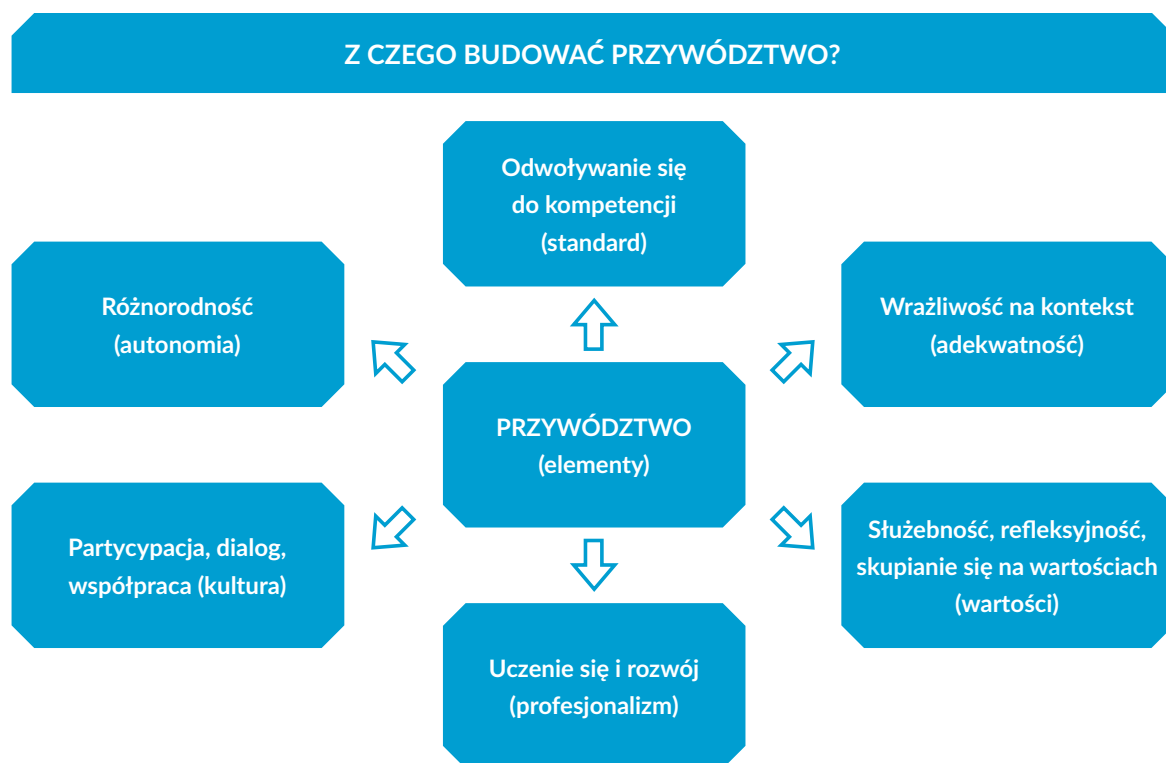 Z CZEGO BUDOWAĆ PRZYWÓDZTWO?
Odwoływanie się
do kompetencji
(standard)
Różnorodność
(autonomia)
Wrażliwość na kontekst
(adekwatność)
PRZYWÓDZTWO
(elementy)
Partycypacja, dialog,
współpraca (kultura)
Służebność, refleksyjność,
skupianie się na wartościach
(wartości)
Uczenie się i rozwój
(profesjonalizm)